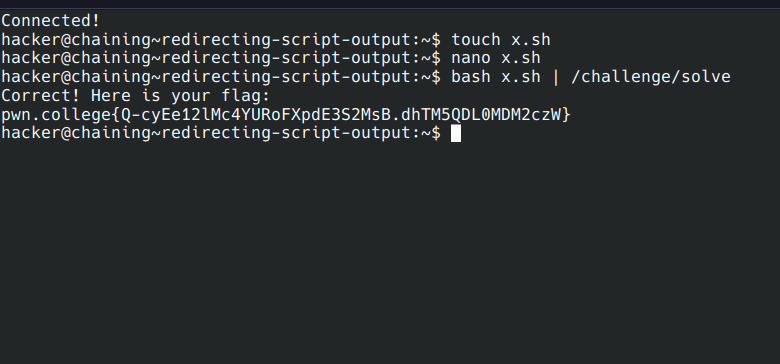 Connected!
hacker@chaining~redirecting-script-output:~$ touch x.sh
hacker@chaining~redirecting-script-output:~$ nano x.sh
hacker@chaining~redirecting-script-output:~$ bash x.sh | /challenge/solve
Correct! Here is your flag:
pwn.college{Q-cyEe12lMc4YURoFXpdE3S2MsB.dhTM5QDL0MDM2czW}
hacker@chaining~redirecting-script-output:~$